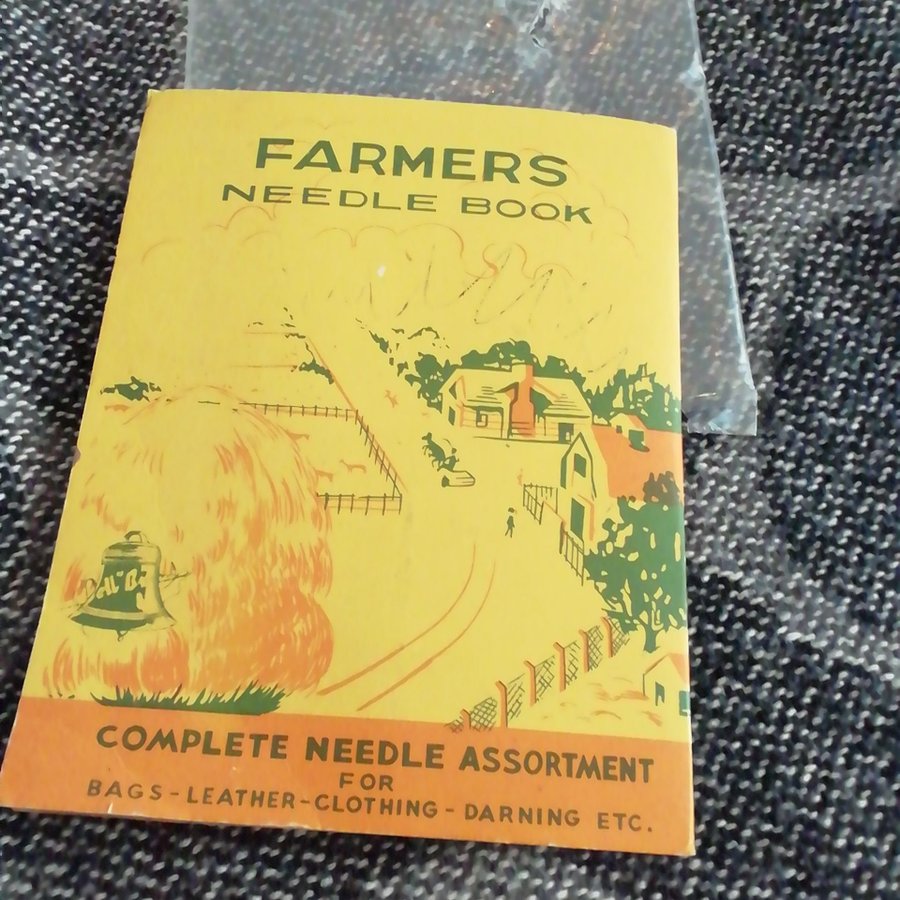 FARMERS
NEEDLE BOOK
COMPLETE NEEDLE ASSORTMENT
FOR
BAGS-LEATHER-CLOTHING-DARNING ETC.